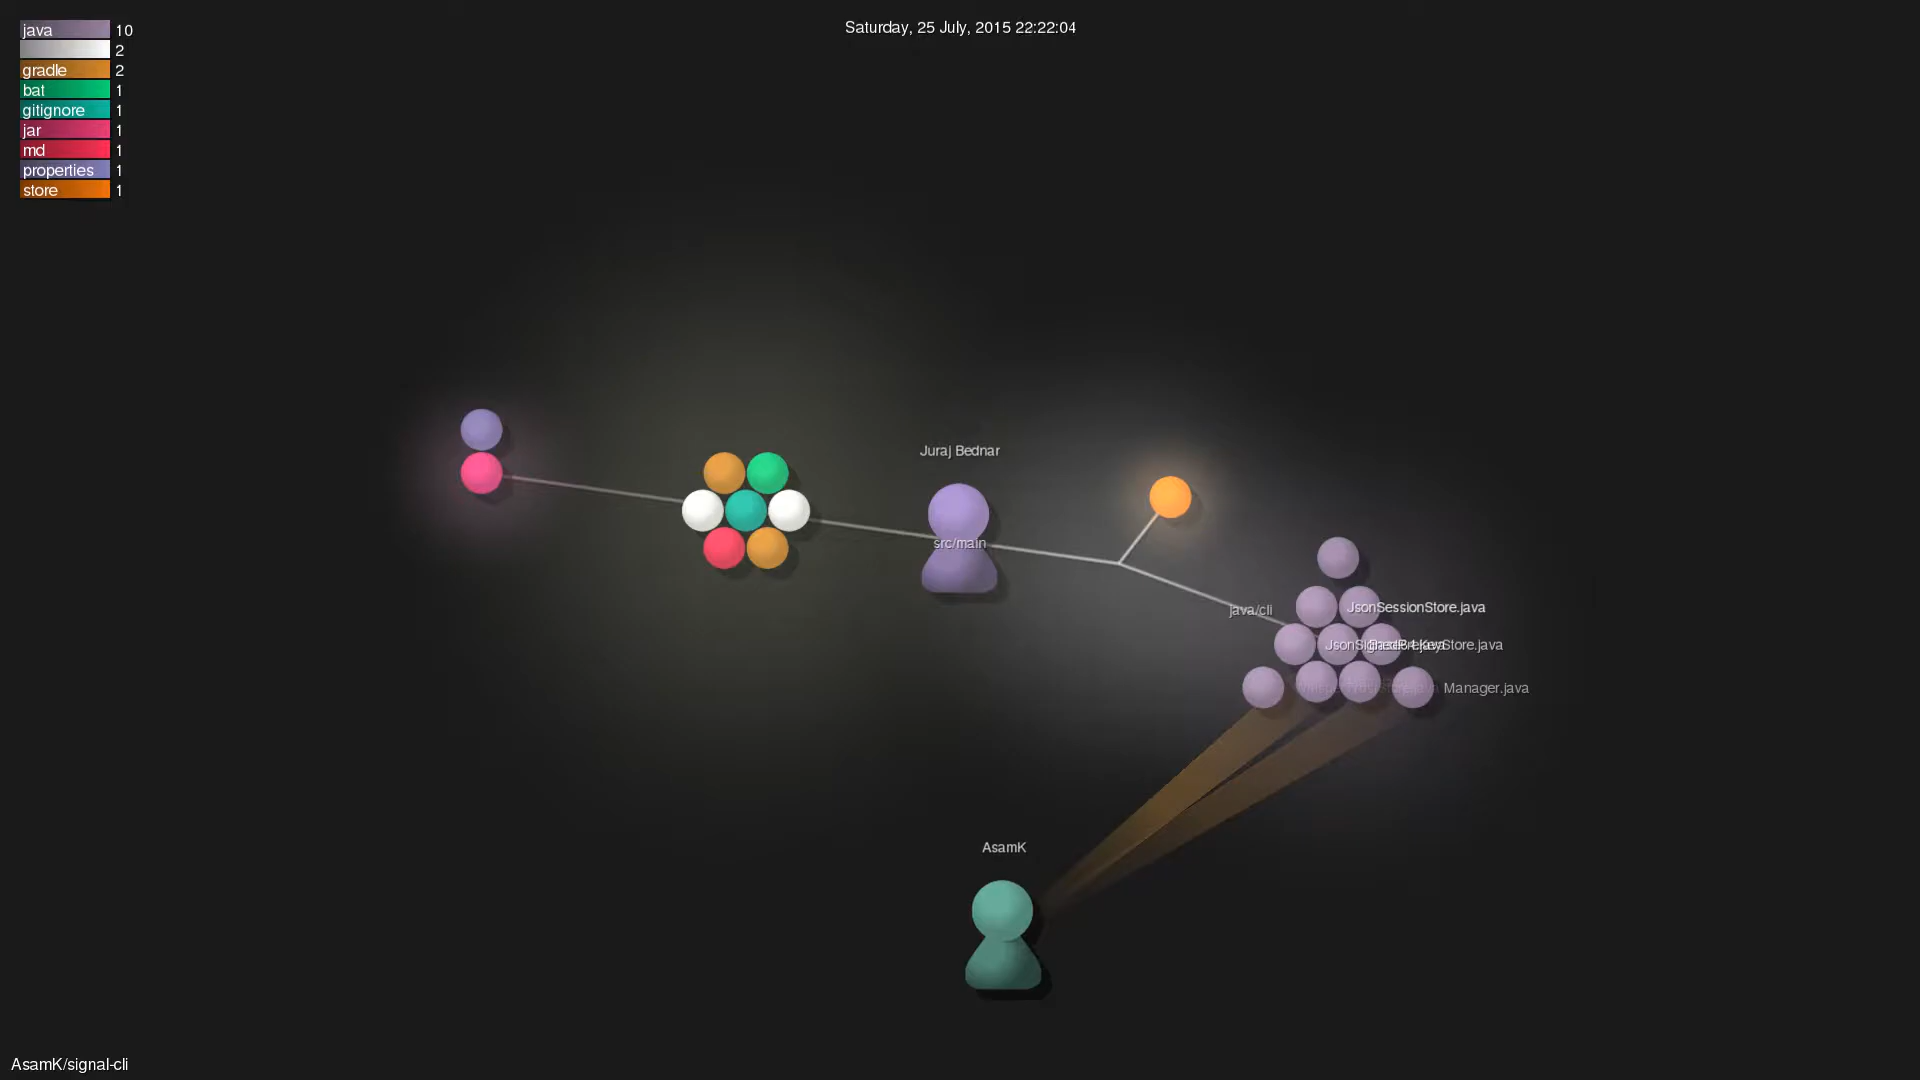 Saturday, 25 July, 2015 22:22:04
java 10
2
gradle 2
bat 1
gitignore 1
jar 1
md 1
properties 1
store 1
Juraj Bednar
src/main
java/cli
JsonSessionStore.java
JsonSignedPreKeyStore.java
Manager.java
AsamK
AsamK/signal-cli